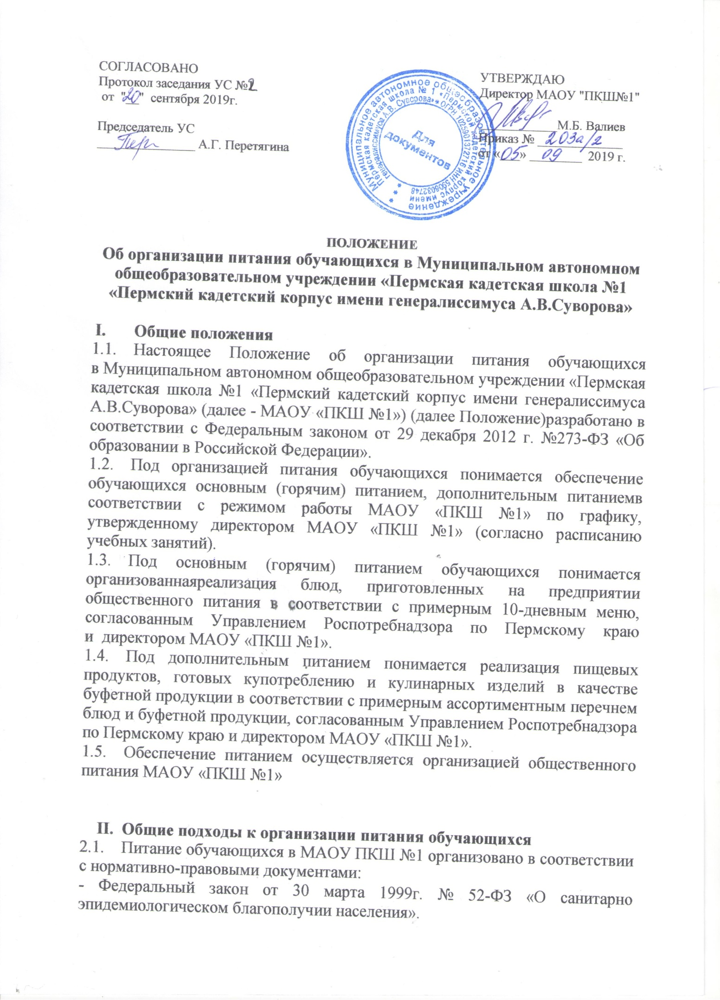 СОГЛАСОВАНО
Протокол заседания УС №
от "20" сентября 2019г.
Председатель УС
А.Г. Перетягина
Муниципальное автономное общеобразовательное учреждение
Пермская кадетская школа № 1 «Пермский кадетский корпус имени
генералиссимуса А.В. Суворова» * ОГРН 1025901372716 ИНН 5906032748
Для
документов
УТВЕРЖДАЮ
Директор МАОУ "ПКШ№1"
М.Б. Валиев
Приказ № 203а/2
от «05» 09 2019 г.
ПОЛОЖЕНИЕ
Об организации питания обучающихся в Муниципальном автономном
общеобразовательном учреждении «Пермская кадетская школа №1
«Пермский кадетский корпус имени генералиссимуса А.В.Суворова»
I. Общие положения
1.1. Настоящее Положение об организации питания обучающихся
в Муниципальном автономном общеобразовательном учреждении «Пермская
кадетская школа №1 «Пермский кадетский корпус имени генералиссимуса
А.В.Суворова» (далее - МАОУ «ПКШ №1») (далее Положение)разработано в
соответствии с Федеральным законом от 29 декабря 2012 г. №273-ФЗ «Об
образовании в Российской Федерации».
1.2. Под организацией питания обучающихся понимается обеспечение
обучающихся основным (горячим) питанием, дополнительным питаниемв
соответствии с режимом работы МАОУ «ПКШ №1» по графику,
утвержденному директором МАОУ «ПКШ №1» (согласно расписанию
учебных занятий).
1.3. Под основным (горячим) питанием обучающихся понимается
организованнаяреализация блюд, приготовленных на предприятии
общественного питания в соответствии с примерным 10-дневным меню,
согласованным Управлением Роспотребнадзора по Пермскому краю
и директором МАОУ «ПКШ №1».
1.4. Под дополнительным питанием понимается реализация пищевых
продуктов, готовых купотреблению и кулинарных изделий в качестве
буфетной продукции в соответствии с примерным ассортиментным перечнем
блюд и буфетной продукции, согласованным Управлением Роспотребнадзора
по Пермскому краю и директором МАОУ «ПКШ №1».
1.5. Обеспечение питанием осуществляется организацией общественного
питания МАОУ «ПКШ №1»
II. Общие подходы к организации питания обучающихся
2.1. Питание обучающихся в МАОУ ПКШ №1 организовано в соответствии
с нормативно-правовыми документами:
- Федеральный закон от 30 марта 1999г. № 52-ФЗ «О санитарно
эпидемиологическом благополучии населения».